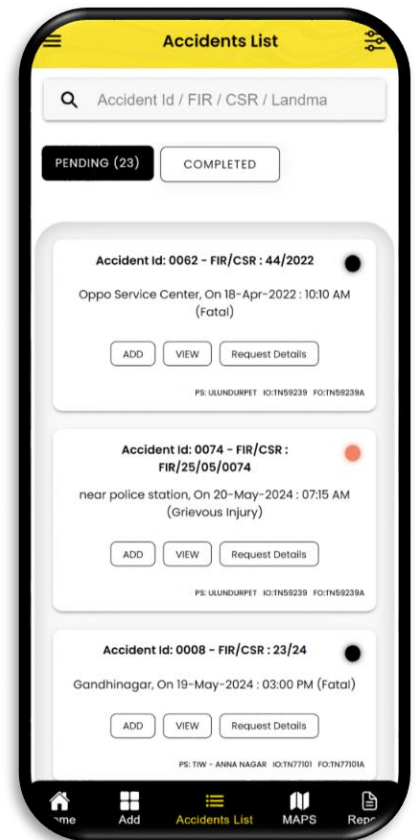 Accidents List
Accident Id / FIR / CSR / Landma
PENDING (23)
COMPLETED
Accident Id: 0062 - FIR/CSR : 44/2022
Oppo Service Center, On 18-Apr-2022 : 10:10 AM
(Fatal)
ADD VIEW Request Details
PS: ULUNDURPET IO:TN59239 FO:TN59239A
Accident Id: 0074 - FIR/CSR :
FIR/25/05/0074
near police station, On 20-May-2024 : 07:15 AM
(Grievous Injury)
ADD VIEW Request Details
PS: ULUNDURPET IO:TN59239 FO:TN59239A
Accident Id: 0008 - FIR/CSR : 23/24
Gandhinagar, On 19-May-2024 : 03:00 PM (Fatal)
ADD VIEW Request Details
PS: TIW - ANNA NAGAR IO:TN77101 FO:TN77101A
ome Add Accidents List MAPS Repo